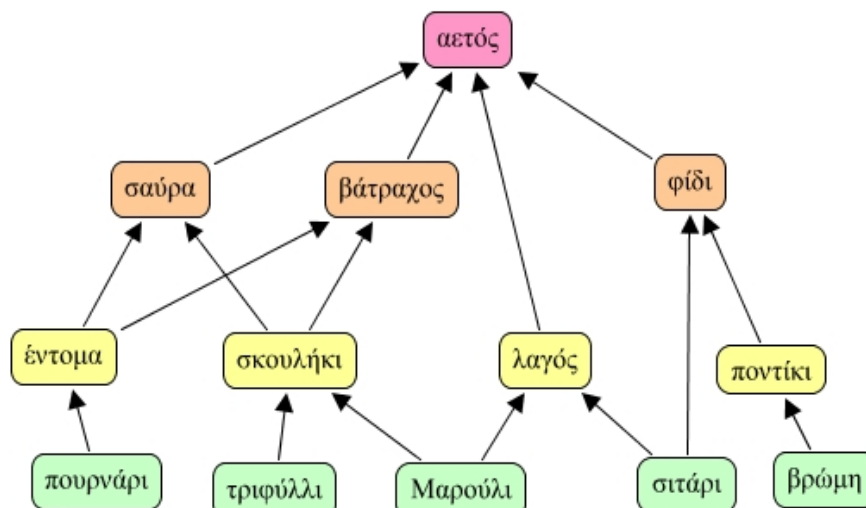 αετός
σαύρα
βάτραχος
φίδι
έντομα
σκουλήκι
λαγός
ποντίκι
πουρνάρι
τριφύλλι
Μαρούλι
σιτάρι
βρώμη